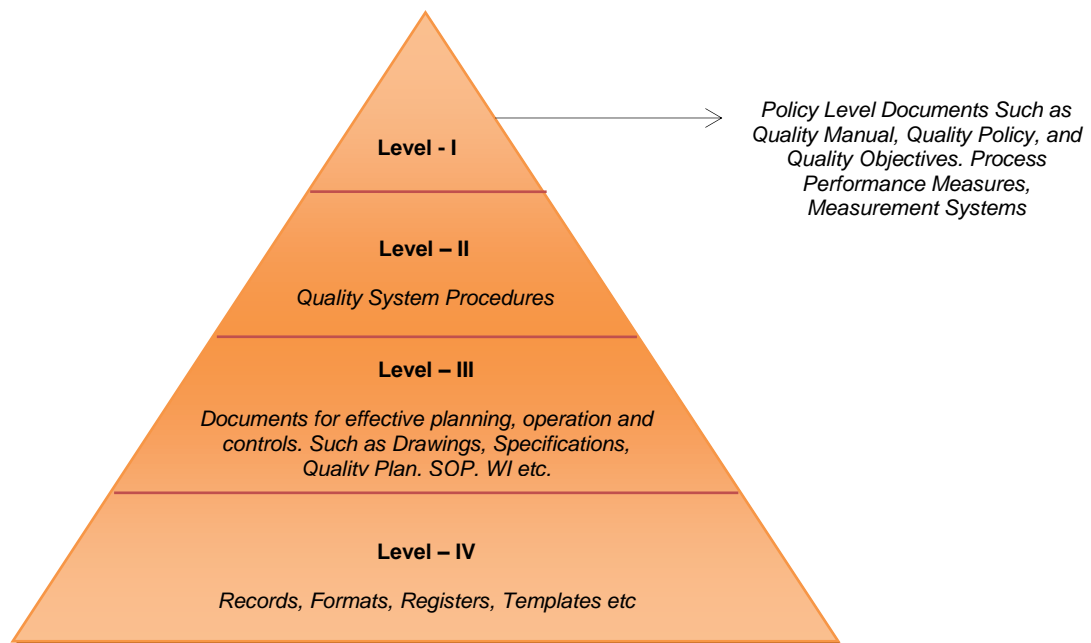 Policy Level Documents Such as
Quality Manual, Quality Policy, and
Quality Objectives. Process
Performance Measures,
Measurement Systems
Level - I
Level – II
Quality System Procedures
Level – III
Documents for effective planning, operation and
controls. Such as Drawings, Specifications,
Quality Plan. SOP. WI etc.
Level – IV
Records, Formats, Registers, Templates etc